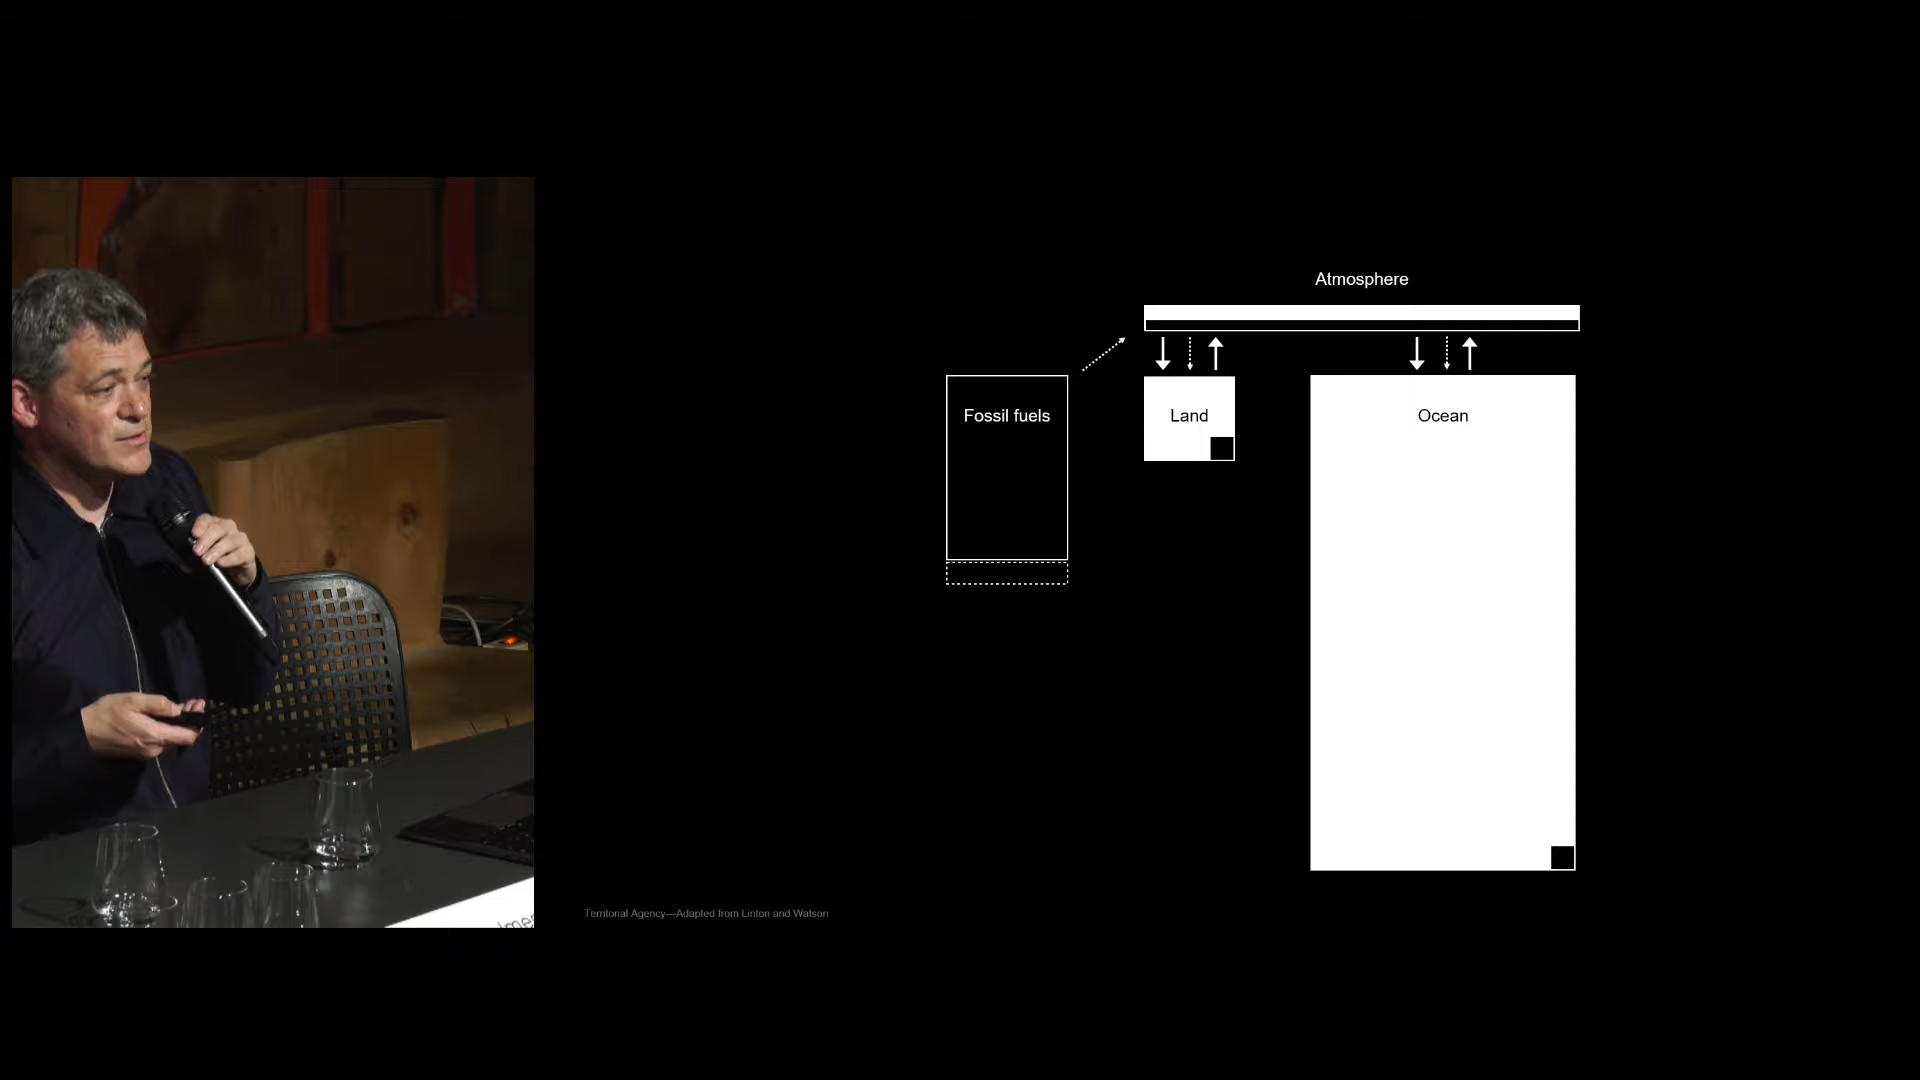 Atmosphere
Fossil fuels
Land
Ocean
Territorial Agency—Adapted from Linton and Watson